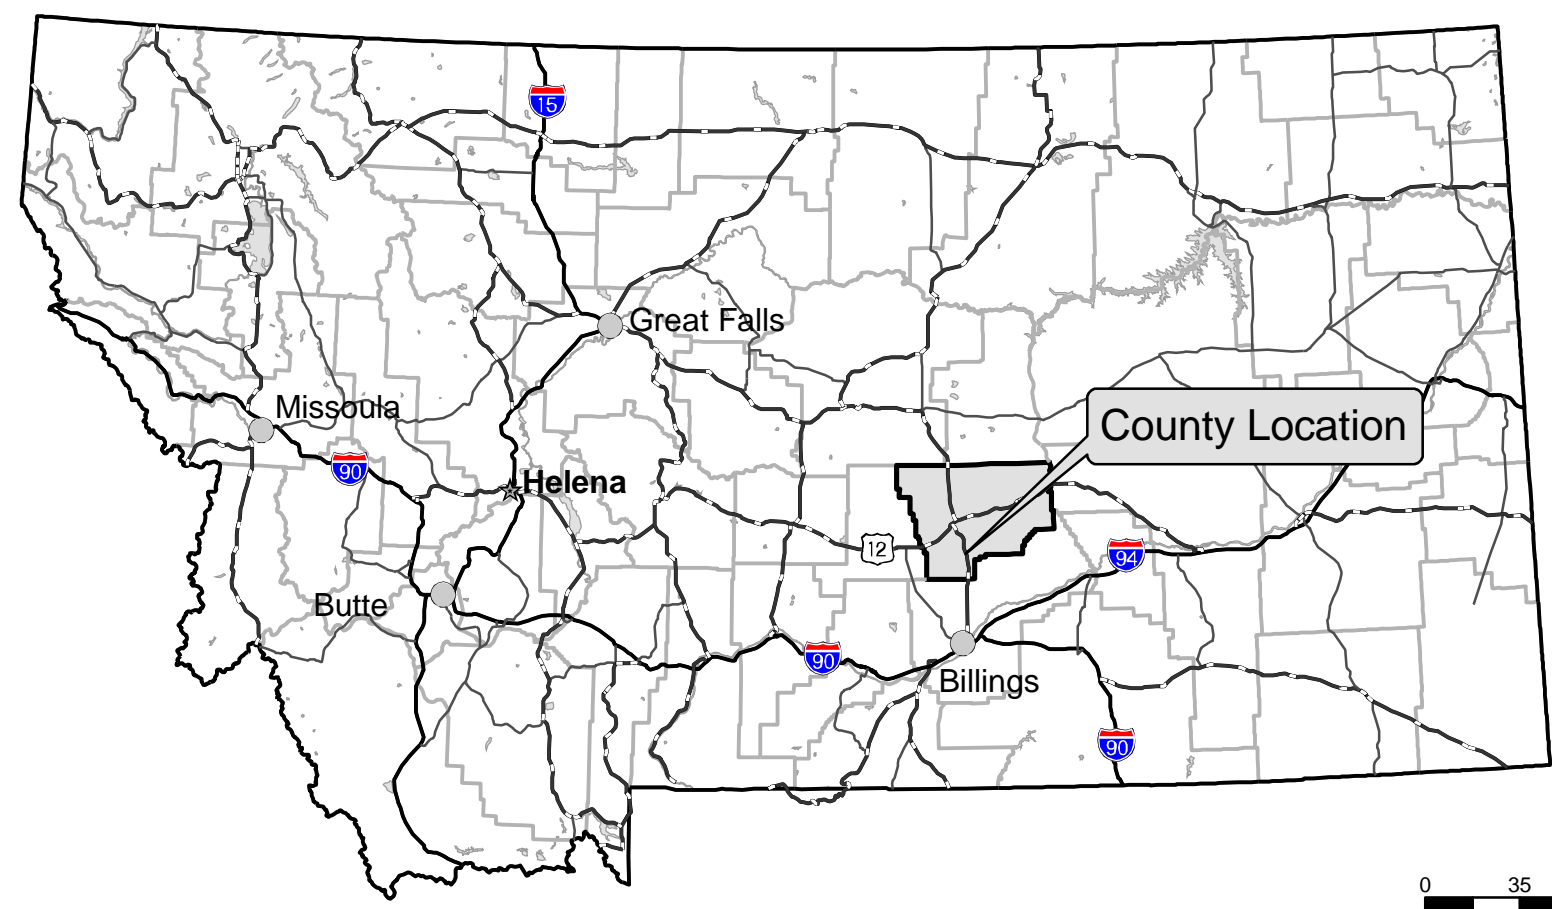 15
Great Falls
Missoula
County Location
90
Helena
12
94
Butte
90
Billings
90
0 35